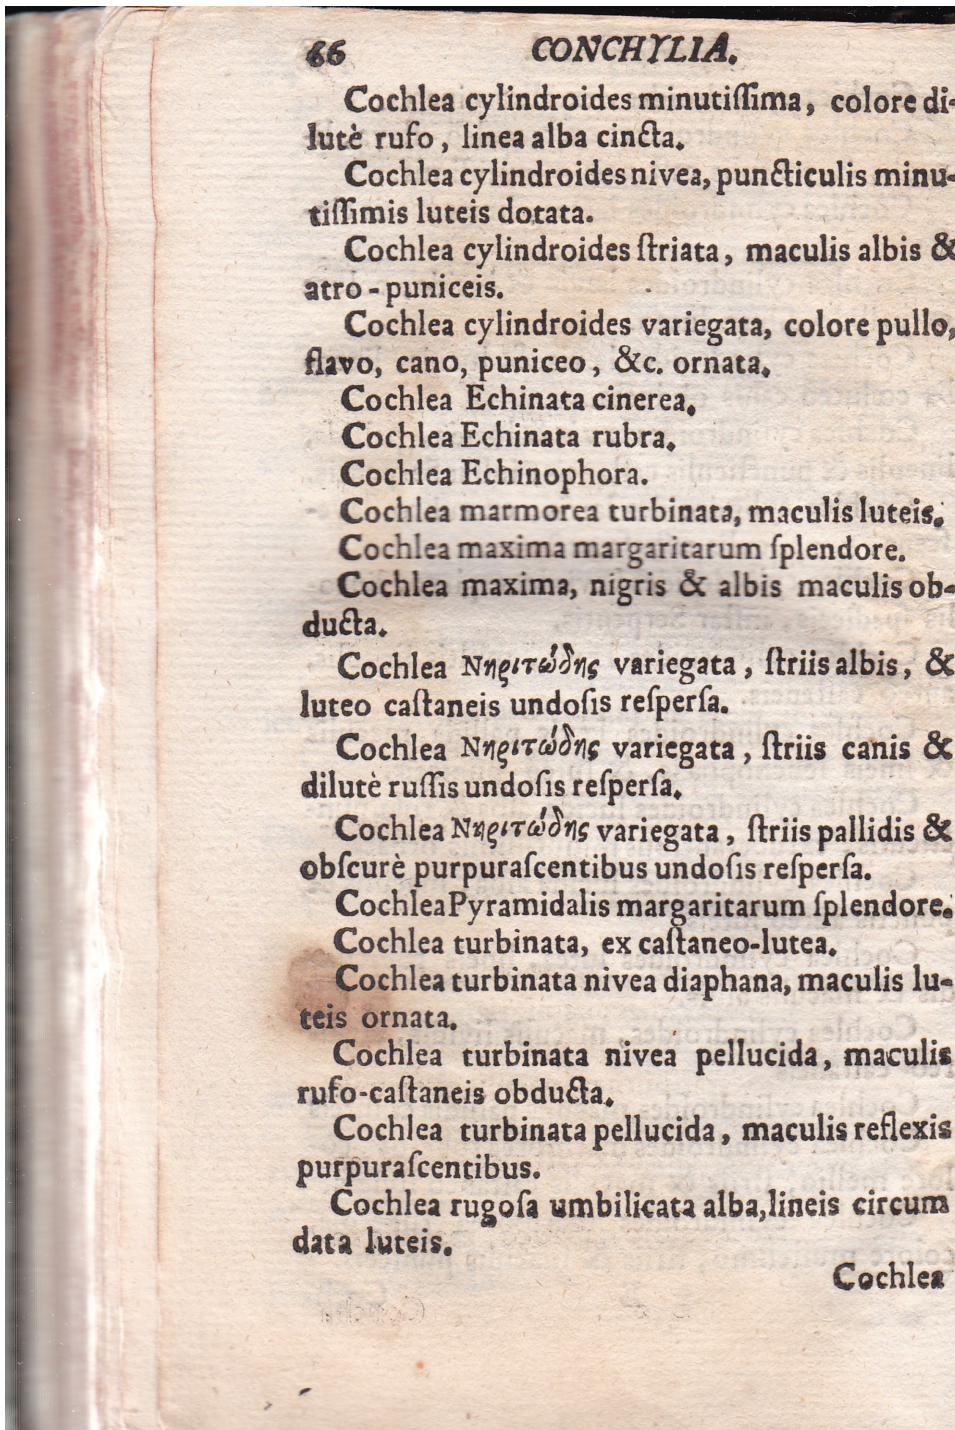 66 CONCHYLIA.
Cochlea cylindroides minutiſſima, colore di-
lutè rufo, linea alba cincta.
Cochlea cylindroides nivea, puncticulis minu-
tiſſimis luteis dotata.
Cochlea cylindroides ſtriata, maculis albis &
atro-puniceis.
Cochlea cylindroides variegata, colore pullo,
flavo, cano, puniceo, &c. ornata.
Cochlea Echinata cinerea.
Cochlea Echinata rubra.
Cochlea Echinophora.
Cochlea marmorea turbinata, maculis luteis.
Cochlea maxima margaritarum ſplendore.
Cochlea maxima, nigris & albis maculis ob-
ducta.
Cochlea Νηριτώδης variegata, ſtriis albis, &
luteo caſtaneis undoſis reſperſa.
Cochlea Νηριτώδης variegata, ſtriis canis &
dilutè ruſſis undoſis reſperſa.
Cochlea Νηριτώδης variegata, ſtriis pallidis &
obſcurè purpuraſcentibus undoſis reſperſa.
Cochlea Pyramidalis margaritarum ſplendore.
Cochlea turbinata, ex caſtaneo-lutea.
Cochlea turbinata nivea diaphana, maculis lu-
teis ornata.
Cochlea turbinata nivea pellucida, maculis
rufo-caſtaneis obducta.
Cochlea turbinata pellucida, maculis reflexis
purpuraſcentibus.
Cochlea rugoſa umbilicata alba, lineis circum
data luteis.
Cochlea